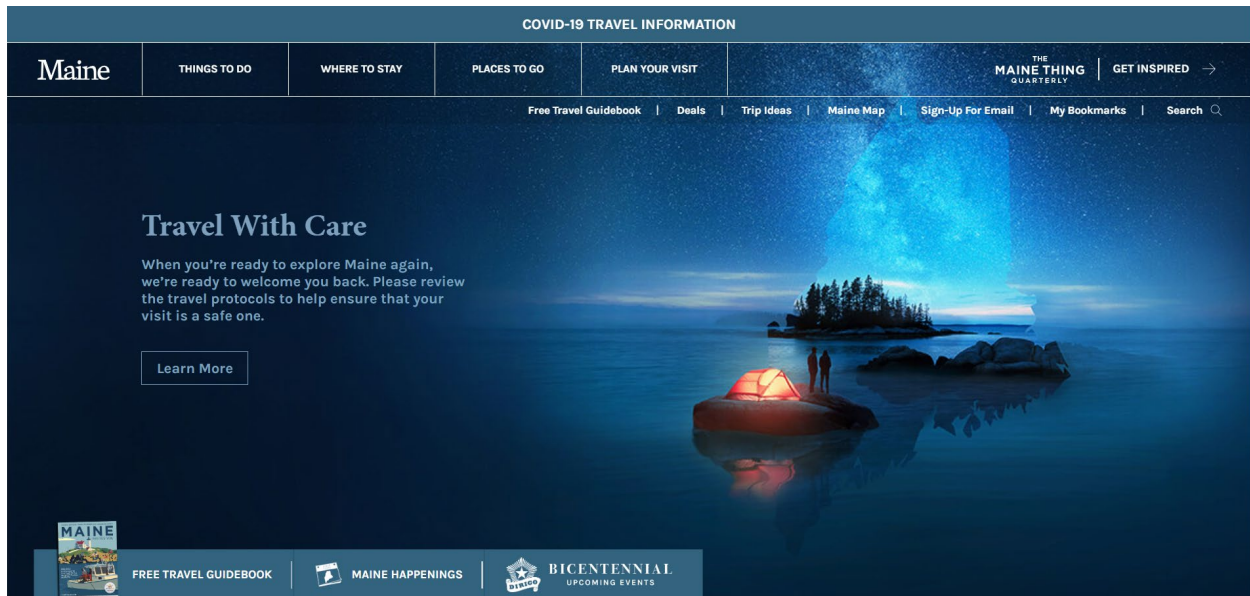 COVID-19 TRAVEL INFORMATION
Maine
THINGS TO DO
WHERE TO STAY
PLACES TO GO
PLAN YOUR VISIT
THE
MAINE THING
QUARTERLY
GET INSPIRED
Free Travel Guidebook | Deals | Trip Ideas | Maine Map | Sign-Up For Email | My Bookmarks | Search
Travel With Care
When you’re ready to explore Maine again,
we’re ready to welcome you back. Please review
the travel protocols to help ensure that your
visit is a safe one.
Learn More
MAINE
FREE TRAVEL GUIDEBOOK
MAINE HAPPENINGS
DIRIGO
BICENTENNIAL
UPCOMING EVENTS